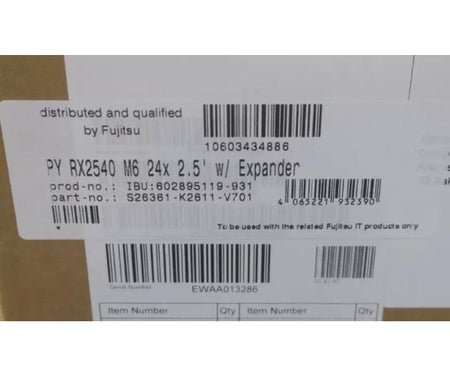 distributed and qualified
by Fujitsu
10603434886
PY RX2540 M6 24x 2.5' w/ Expander
prod-no.: IBU:602895119-931
part-no.: S26361-K2611-V701
4 065221 932390
To be used with the related Fujitsu IT products only
Serial Number
EWAA013286
Item Number Qty Item Number Qty